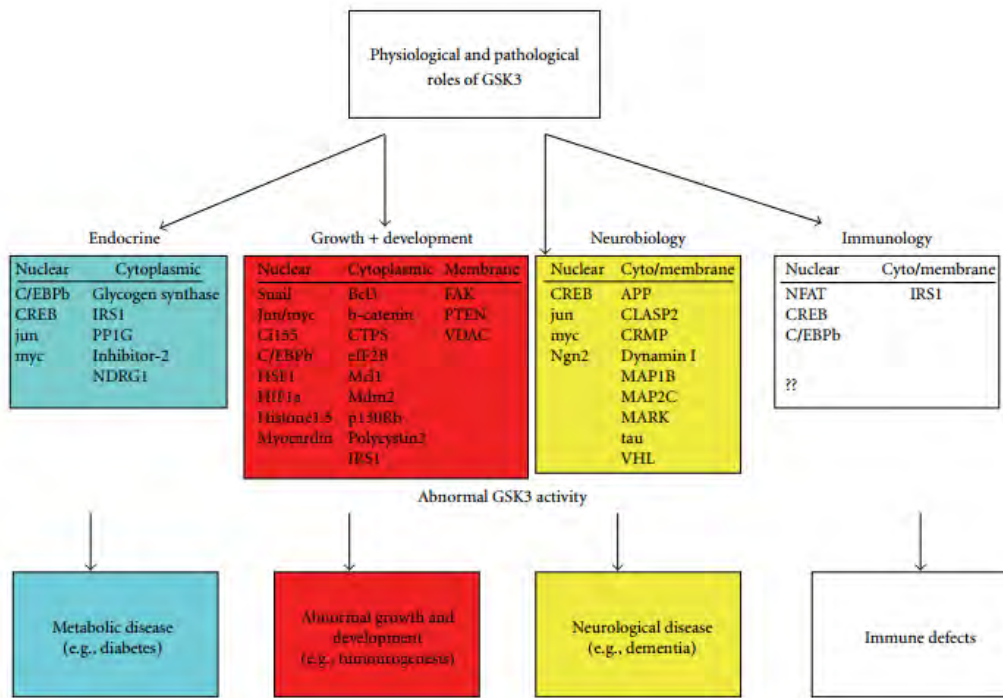 Physiological and pathological
roles of GSK3
Endocrine
Nuclear Cytoplasmic
C/EBPb Glycogen synthase
CREB IRS1
jun PP1G
myc Inhibitor-2
NDRG1
Growth + development
Nuclear Cytoplasmic Membrane
Snail Bcl3 FAK
Jun/myc b-catenin PTEN
Ci155 CTPS VDAC
C/EBPb eIF2B
HSF1 Mcl1
HIF1a Mdm2
Histone1.5 p130Rb
Myocardin Polycystin2
IRS1
Neurobiology
Nuclear Cyto/membrane
CREB APP
jun CLASP2
myc CRMP
Ngn2 Dynamin I
MAP1B
MAP2C
MARK
tau
VHL
Immunology
Nuclear Cyto/membrane
NFAT IRS1
CREB
C/EBPb
??
Abnormal GSK3 activity
Metabolic disease
(e.g., diabetes)
Abnormal growth and
development
(e.g., tumourogenesis)
Neurological disease
(e.g., dementia)
Immune defects